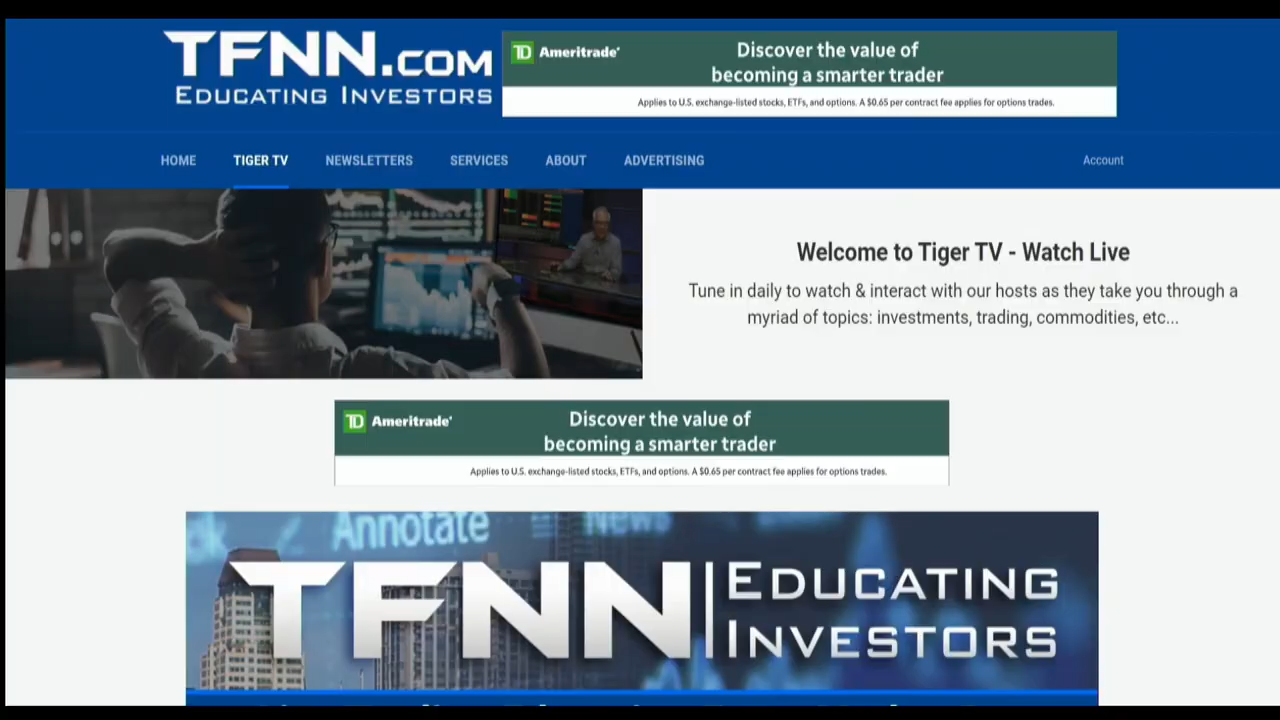 TFNN.COM
EDUCATING INVESTORS
TD Ameritrade
Discover the value of
becoming a smarter trader
Applies to U.S. exchange-listed stocks, ETFs, and options. A $0.65 per contract fee applies for options trades.
HOME TIGER TV NEWSLETTERS SERVICES ABOUT ADVERTISING Account
Welcome to Tiger TV - Watch Live
Tune in daily to watch & interact with our hosts as they take you through a
myriad of topics: investments, trading, commodities, etc...
TD Ameritrade
Discover the value of
becoming a smarter trader
Applies to U.S. exchange-listed stocks, ETFs, and options. A $0.65 per contract fee applies for options trades.
Annotate News
TFNN EDUCATING
INVESTORS